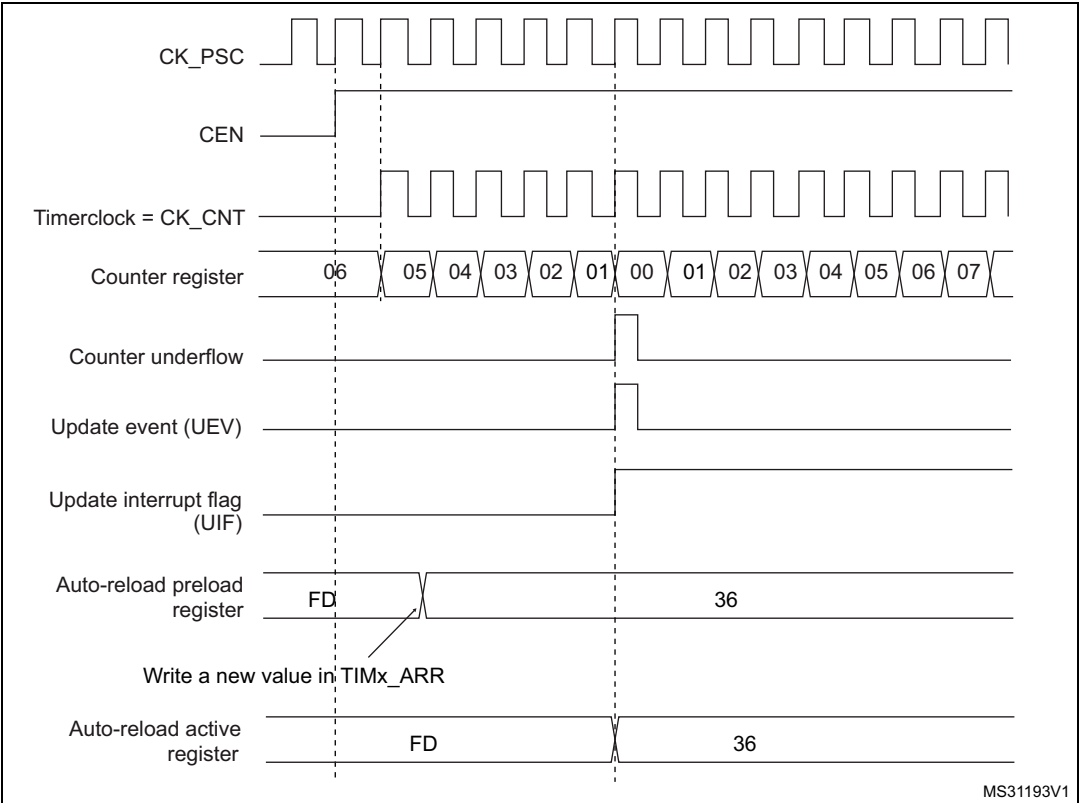 CK_PSC
CEN
Timerclock = CK_CNT
Counter register 06 05 04 03 02 01 00 01 02 03 04 05 06 07
Counter underflow
Update event (UEV)
Update interrupt flag
(UIF)
Auto-reload preload
register
FD 36
Write a new value in TIMx_ARR
Auto-reload active
register
FD 36
MS31193V1